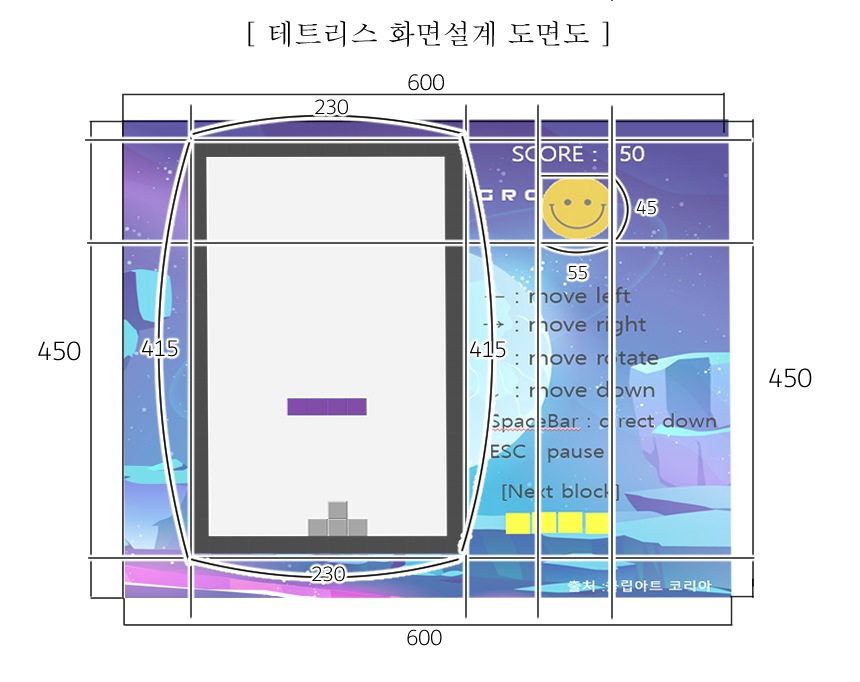 [ 테트리스 화면설계 도면도 ]
600
230
SCORE : 50
GRO
45
55
← : move left
→ : move right
: move rotate
: move down
450
415
415
450
SpaceBar : direct down
ESC : pause
[Next block]
230
출처 :클립아트 코리아
600